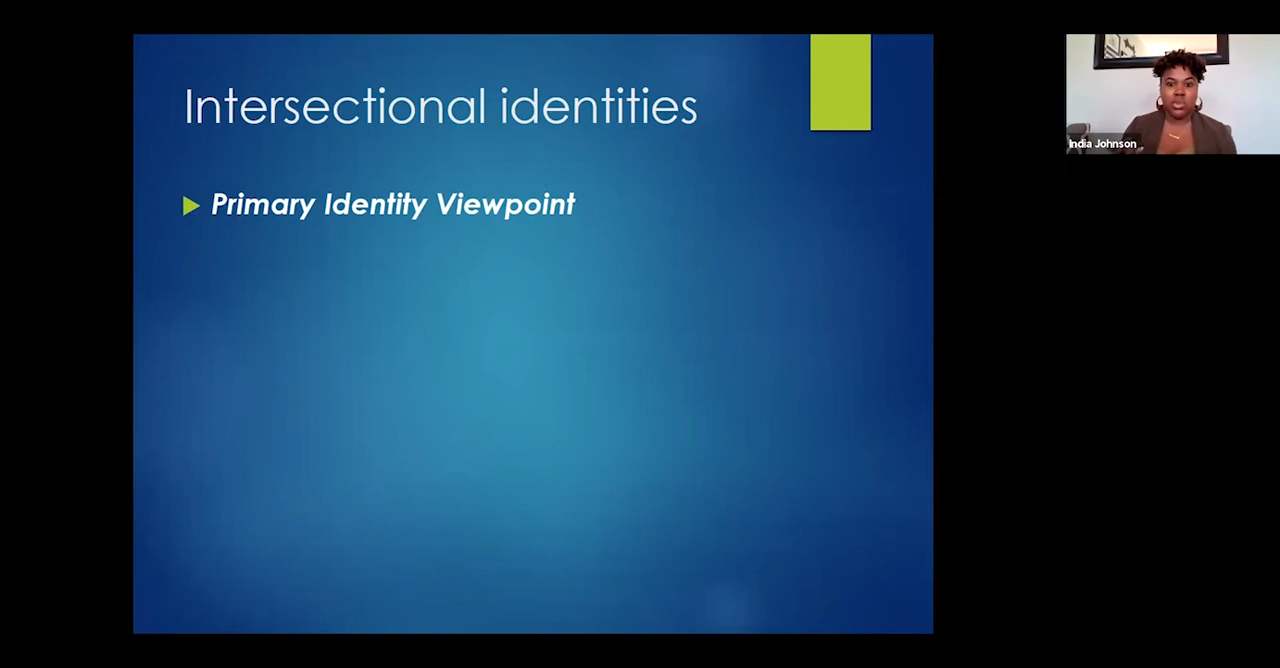 Intersectional identities
Primary Identity Viewpoint
India Johnson